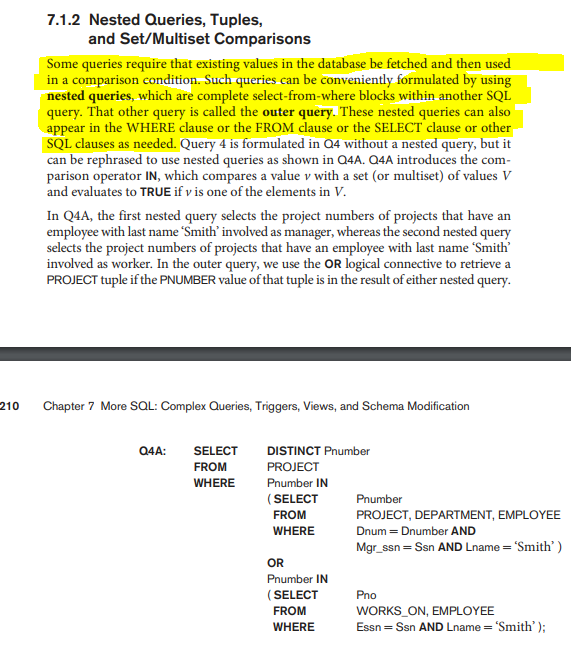 7.1.2 Nested Queries, Tuples,
and Set/Multiset Comparisons
Some queries require that existing values in the database be fetched and then used
in a comparison condition. Such queries can be conveniently formulated by using
nested queries, which are complete select-from-where blocks within another SQL
query. That other query is called the outer query. These nested queries can also
appear in the WHERE clause or the FROM clause or the SELECT clause or other
SQL clauses as needed. Query 4 is formulated in Q4 without a nested query, but it
can be rephrased to use nested queries as shown in Q4A. Q4A introduces the com-
parison operator IN, which compares a value v with a set (or multiset) of values V
and evaluates to TRUE if v is one of the elements in V.
In Q4A, the first nested query selects the project numbers of projects that have an
employee with last name ‘Smith’ involved as manager, whereas the second nested query
selects the project numbers of projects that have an employee with last name ‘Smith’
involved as worker. In the outer query, we use the OR logical connective to retrieve a
PROJECT tuple if the PNUMBER value of that tuple is in the result of either nested query.
210 Chapter 7 More SQL: Complex Queries, Triggers, Views, and Schema Modification
Q4A: SELECT DISTINCT Pnumber
FROM PROJECT
WHERE Pnumber IN
( SELECT Pnumber
FROM PROJECT, DEPARTMENT, EMPLOYEE
WHERE Dnum = Dnumber AND
Mgr_ssn = Ssn AND Lname = ‘Smith’ )
OR
Pnumber IN
( SELECT Pno
FROM WORKS_ON, EMPLOYEE
WHERE Essn = Ssn AND Lname = ‘Smith’ );